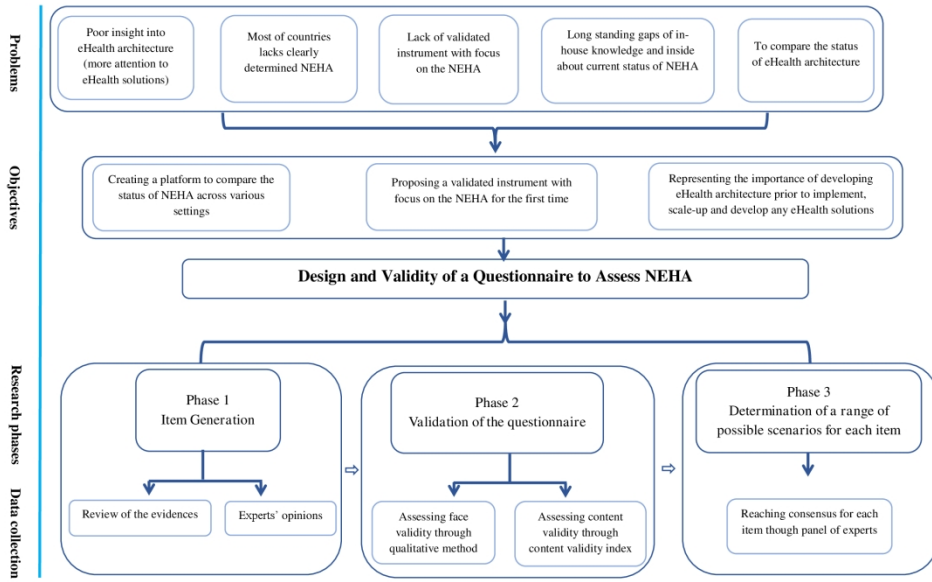 Problems
Poor insight into
eHealth architecture
(more attention to
eHealth solutions)
Most of countries
lacks clearly
determined NEHA
Lack of validated
instrument with focus
on the NEHA
Long standing gaps of in-
house knowledge and inside
about current status of NEHA
To compare the status
of eHealth architecture
Objectives
Creating a platform to compare the
status of NEHA across various
settings
Proposing a validated instrument with
focus on the NEHA for the first time
Representing the importance of developing
eHealth architecture prior to implement,
scale-up and develop any eHealth solutions
Design and Validity of a Questionnaire to Assess NEHA
Research phases
Phase 1
Item Generation
Phase 2
Validation of the questionnaire
Phase 3
Determination of a range of
possible scenarios for each item
Data collection
Review of the evidences
Experts' opinions
Assessing face
validity through
qualitative method
Assessing content
validity through
content validity index
Reaching consensus for each
item though panel of experts